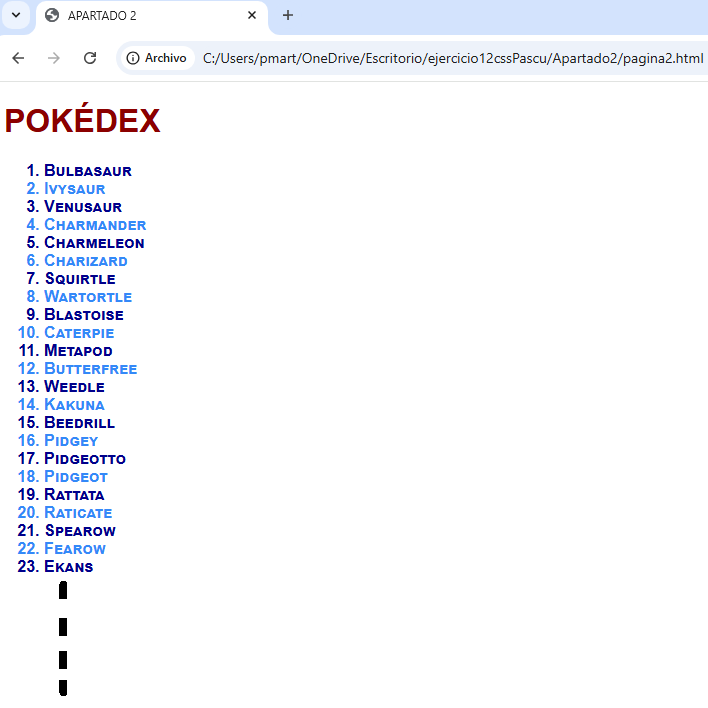 APARTADO 2
Archivo C:/Users/pmart/OneDrive/Escritorio/ejercicio12cssPascu/Apartado2/pagina2.html
POKÉDEX
1. Bulbasaur
2. Ivysaur
3. Venusaur
4. Charmander
5. Charmeleon
6. Charizard
7. Squirtle
8. Wartortle
9. Blastoise
10. Caterpie
11. Metapod
12. Butterfree
13. Weedle
14. Kakuna
15. Beedrill
16. Pidgey
17. Pidgeotto
18. Pidgeot
19. Rattata
20. Raticate
21. Spearow
22. Fearow
23. Ekans